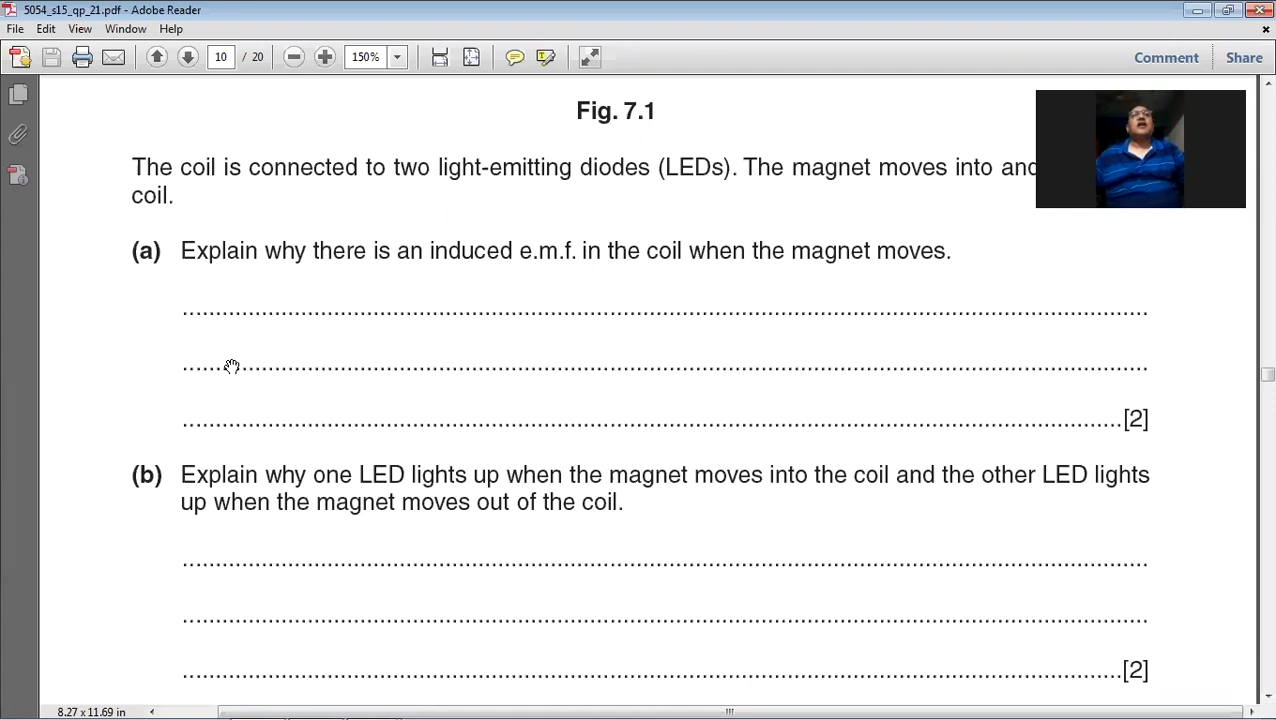 5054_s15_qp_21.pdf - Adobe Reader
File Edit View Window Help
10 / 20 150% Comment Share
Fig. 7.1
The coil is connected to two light-emitting diodes (LEDs). The magnet moves into and
coil.
(a) Explain why there is an induced e.m.f. in the coil when the magnet moves.
..........................................................................................................................................
..........................................................................................................................................
.....................................................................................................................................[2]
(b) Explain why one LED lights up when the magnet moves into the coil and the other LED lights
up when the magnet moves out of the coil.
..........................................................................................................................................
..........................................................................................................................................
.....................................................................................................................................[2]
8.27 x 11.69 in